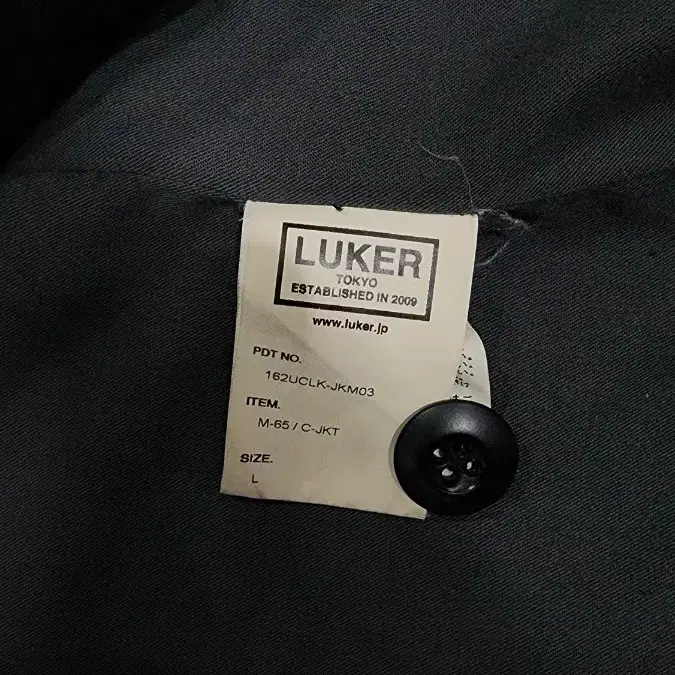 LUKER
TOKYO
ESTABLISHED IN 2009
www.luker.jp
PDT NO.
162UCLK-JKM03
ITEM.
M-65 / C-JKT
SIZE.
L